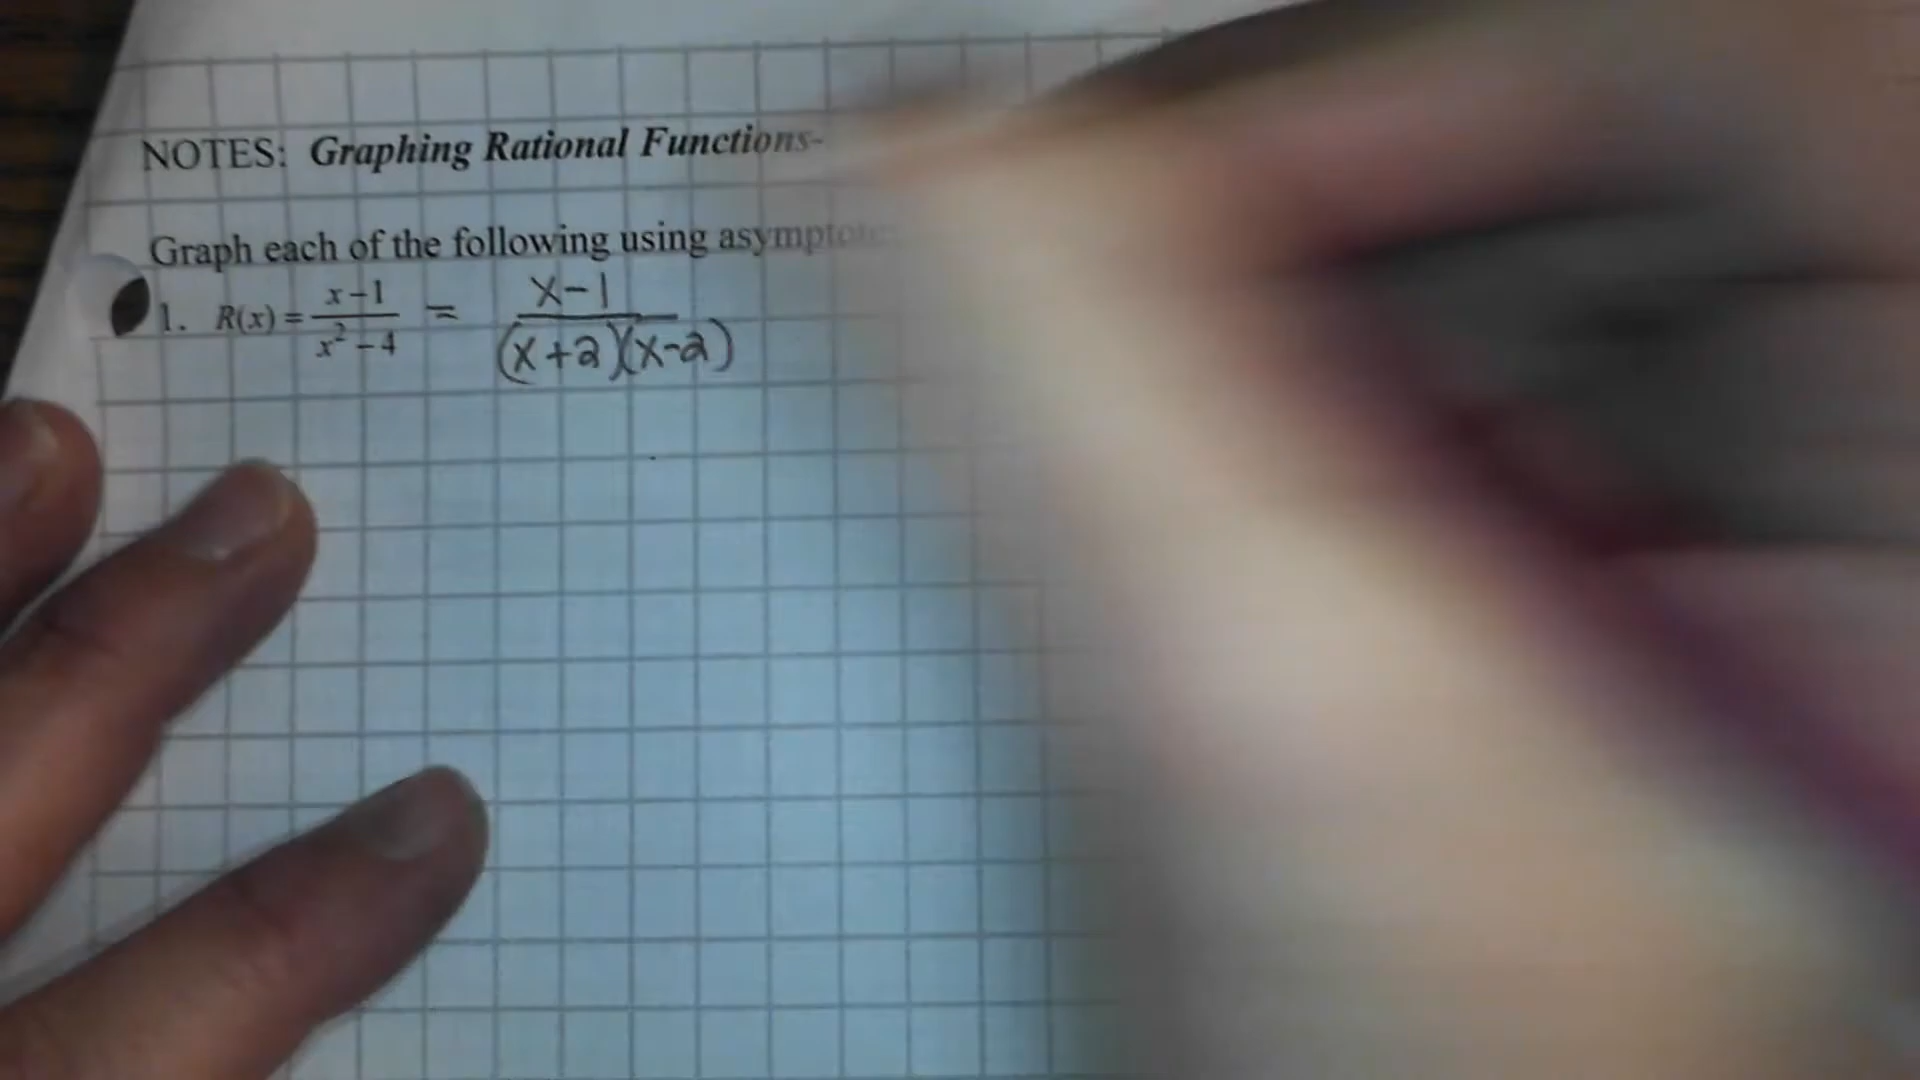 NOTES: Graphing Rational Functions-
Graph each of the following using
1. R(x) = x-1 / x² - 4 = x-1 / (x+2)(x-2)